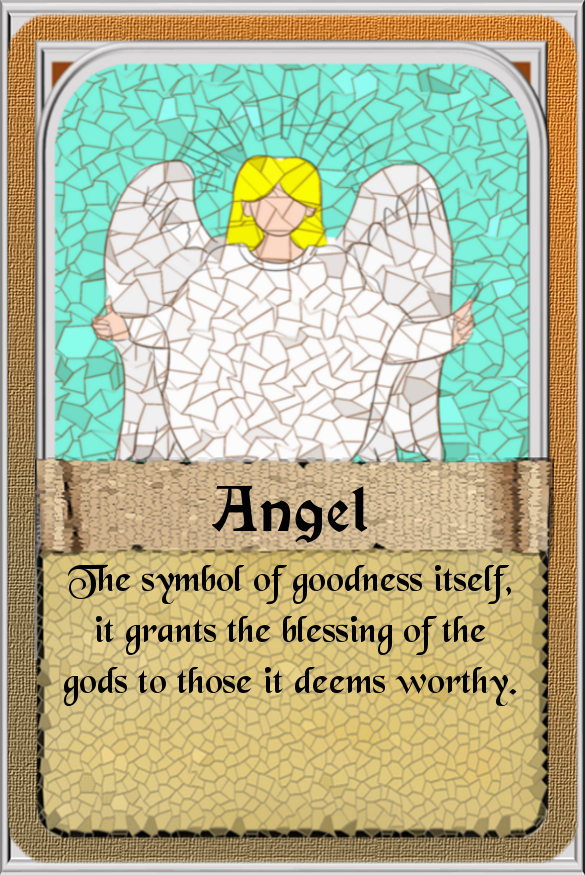 Angel
The symbol of goodness itself,
it grants the blessing of the
gods to those it deems worthy.